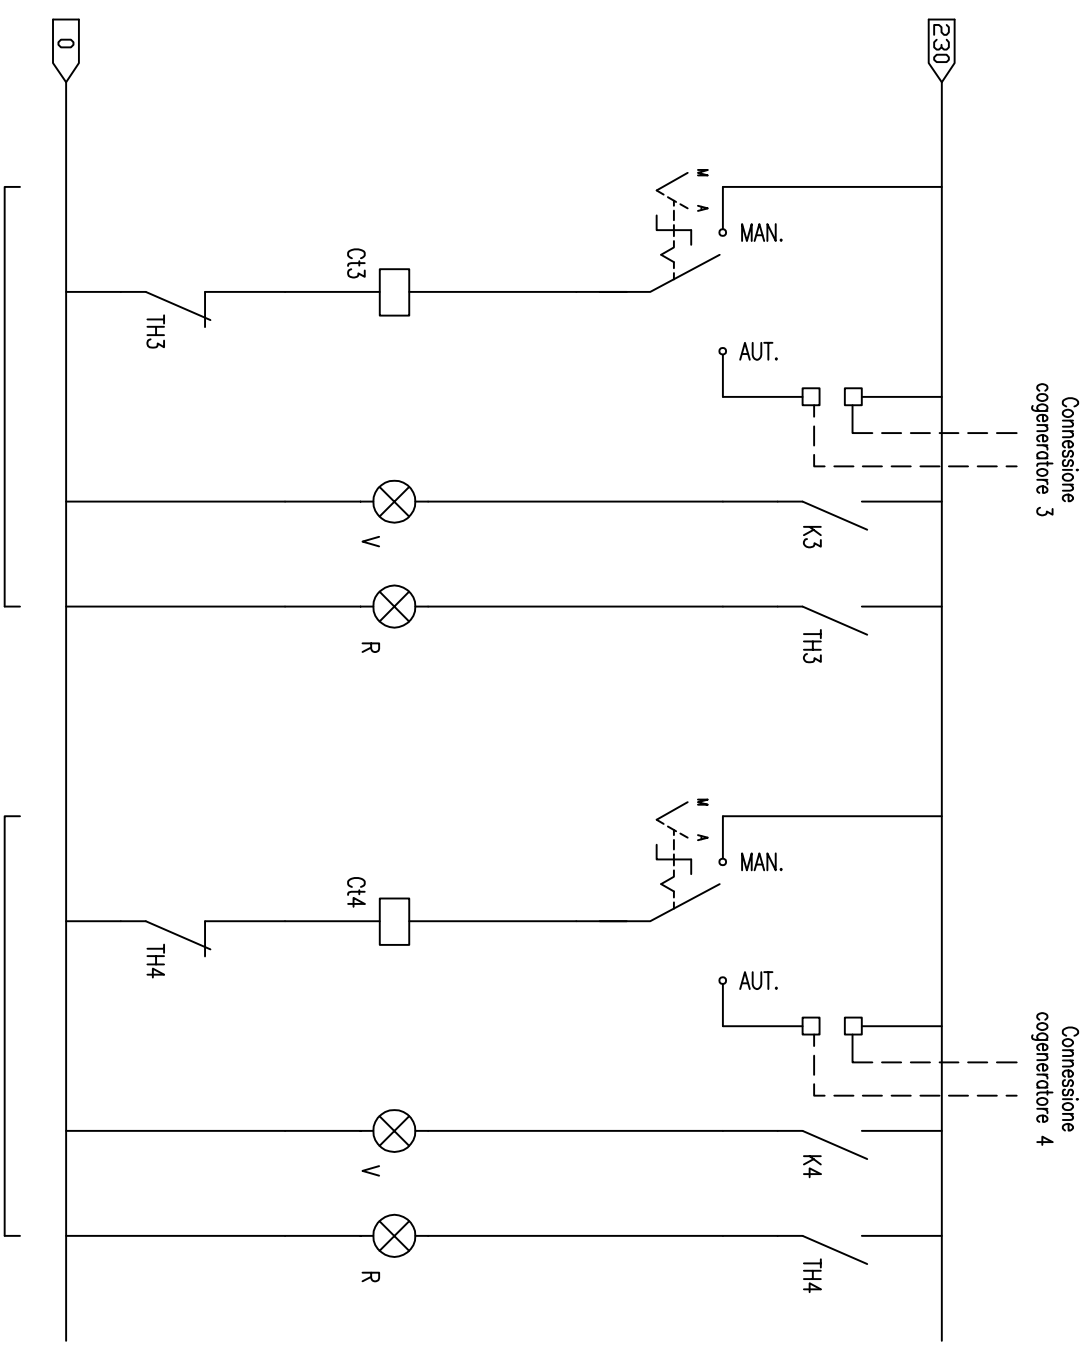 230
Connessione
cogeneratore 3
Connessione
cogeneratore 4
K3
TH3
K4
TH4
MAN.
AUT.
MAN.
AUT.
M
A
M
A
Ct3
V
R
Ct4
V
R
TH3
TH4
0